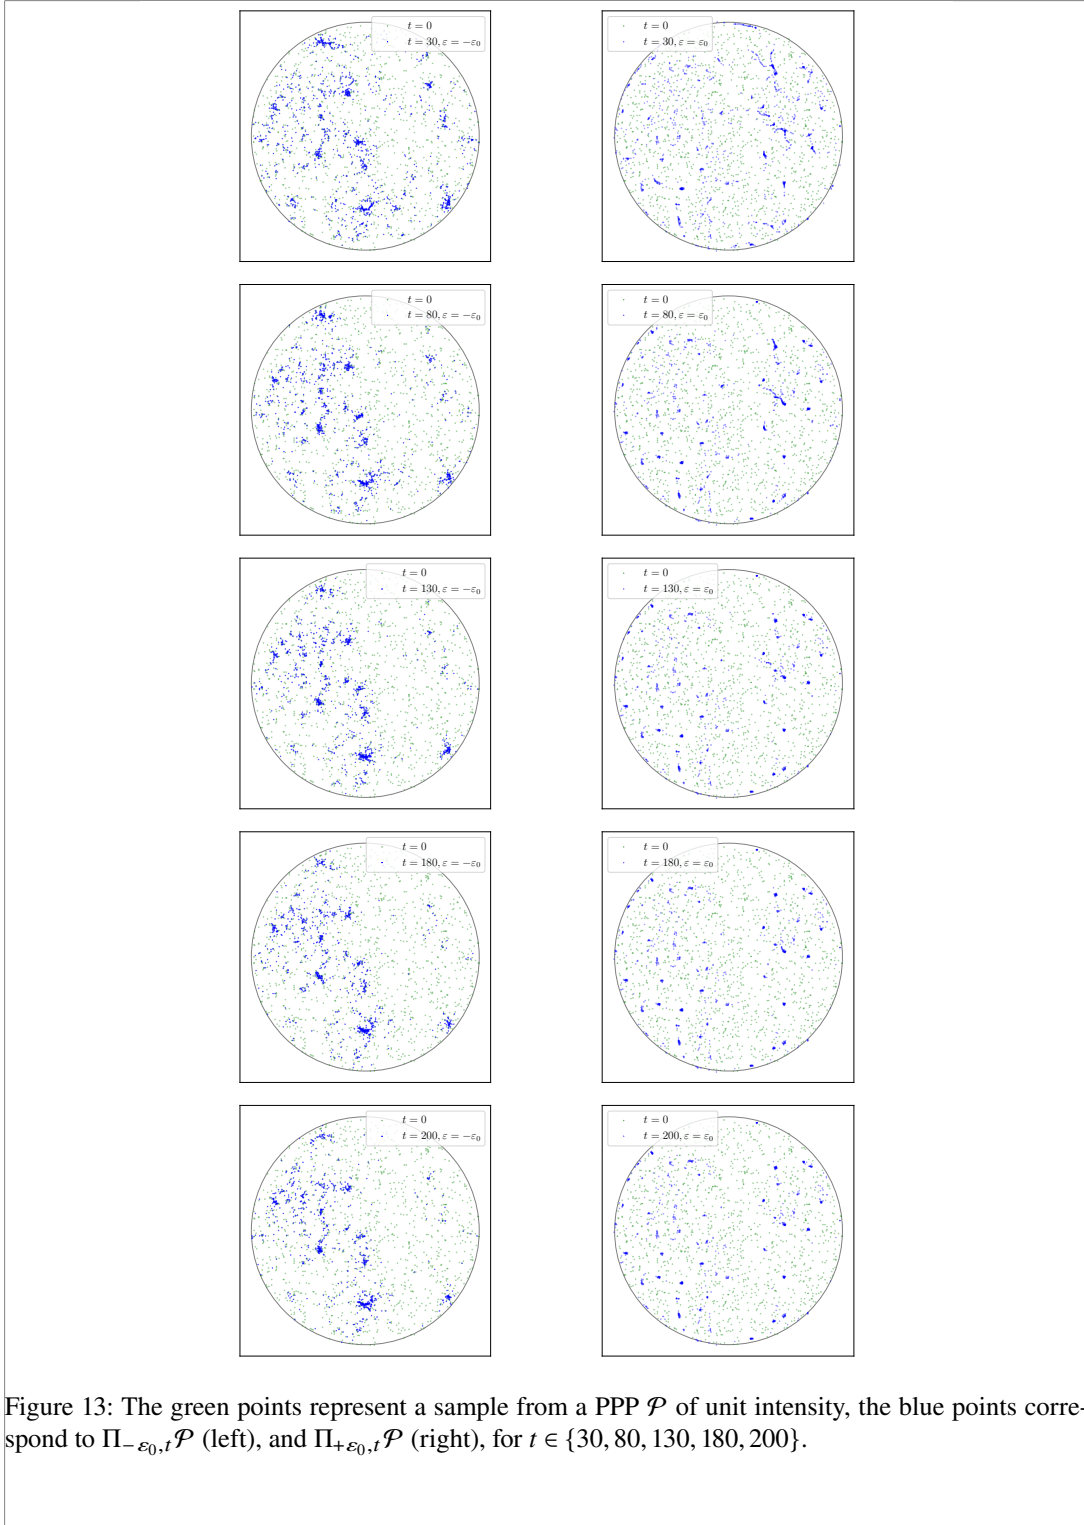 t = 0
t = 30, ε = −ε₀
t = 0
t = 30, ε = ε₀
t = 0
t = 80, ε = −ε₀
t = 0
t = 80, ε = ε₀
t = 0
t = 130, ε = −ε₀
t = 0
t = 130, ε = ε₀
t = 0
t = 180, ε = −ε₀
t = 0
t = 180, ε = ε₀
t = 0
t = 200, ε = −ε₀
t = 0
t = 200, ε = ε₀
Figure 13: The green points represent a sample from a PPP 𝒫 of unit intensity, the blue points corre-
spond to Π₋ε₀,ₜ𝒫 (left), and Π₊ε₀,ₜ𝒫 (right), for t ∈ {30, 80, 130, 180, 200}.